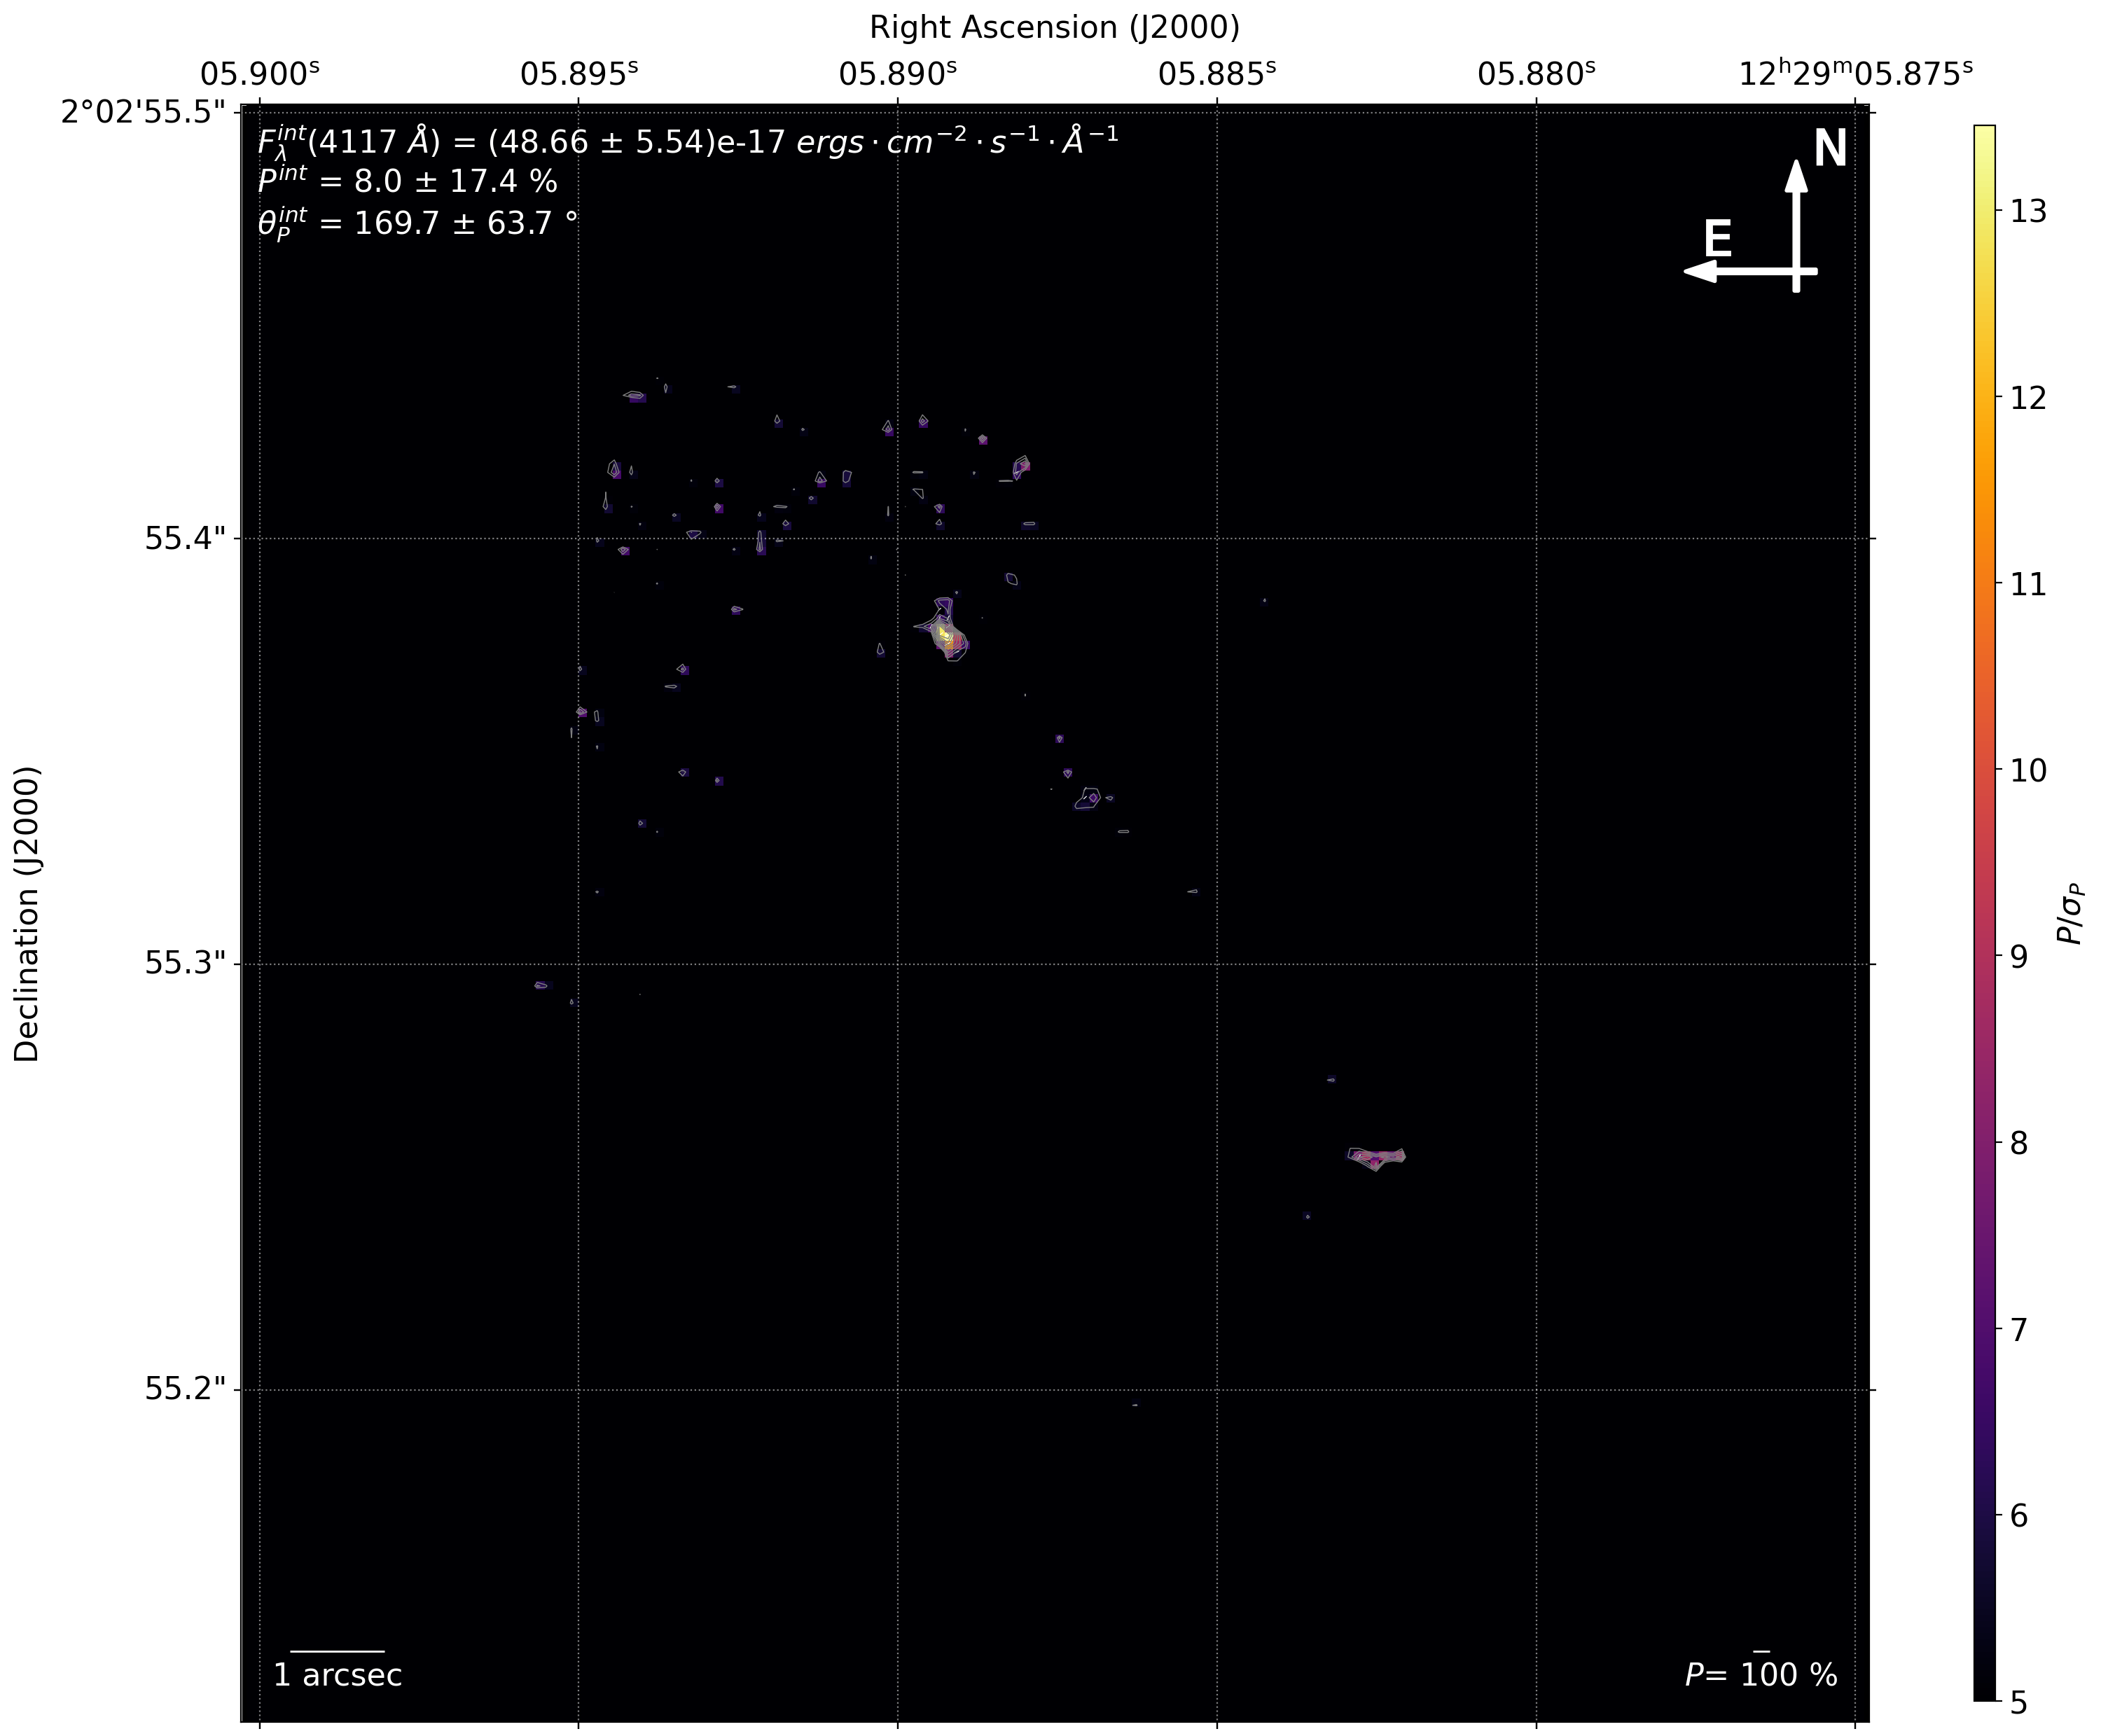 Right Ascension (J2000)
05.900ˢ 05.895ˢ 05.890ˢ 05.885ˢ 05.880ˢ 12ʰ29ᵐ05.875ˢ
2°02'55.5"
F_λ^int(4117 Å) = (48.66 ± 5.54)e-17 ergs · cm⁻² · s⁻¹ · Å⁻¹
P^int = 8.0 ± 17.4 %
θ_P^int = 169.7 ± 63.7 °
N
E
55.4"
55.3"
55.2"
Declination (J2000)
1 arcsec
P= 100 %
13
12
11
10
9
8
7
6
5
P/σ_P